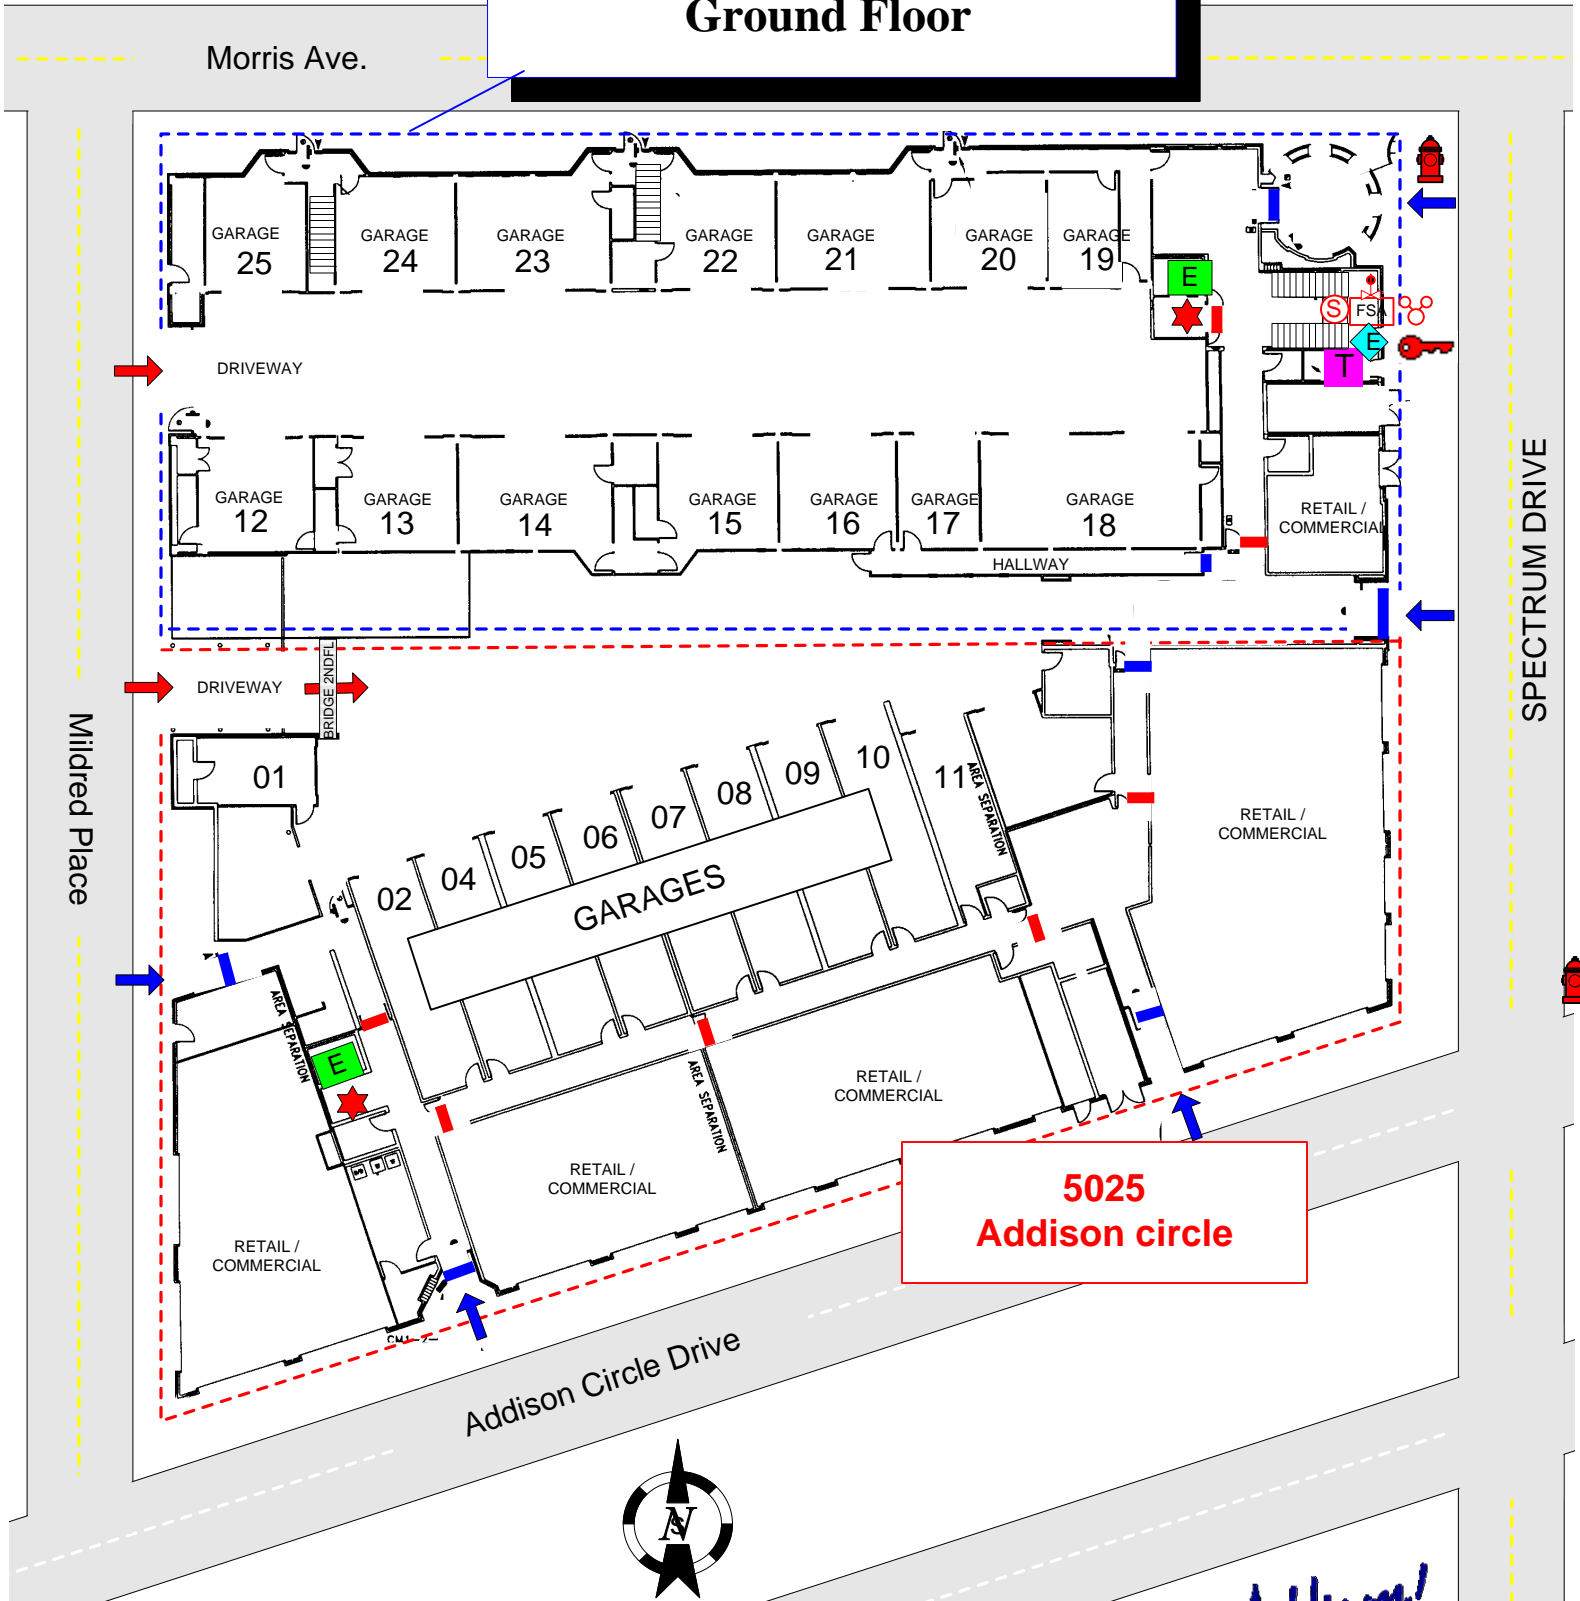 Ground Floor
Morris Ave.
GARAGE
25
GARAGE
24
GARAGE
23
GARAGE
22
GARAGE
21
GARAGE
20
GARAGE
19
E
S
FSA
E
T
DRIVEWAY
GARAGE
12
GARAGE
13
GARAGE
14
GARAGE
15
GARAGE
16
GARAGE
17
GARAGE
18
RETAIL /
COMMERCIAL
HALLWAY
SPECTRUM DRIVE
DRIVEWAY
BRIDGE 2NDFL
Mildred Place
01
02
04
05
06
07
08
09
10
11
AREA SEPARATION
GARAGES
RETAIL /
COMMERCIAL
AREA SEPARATION
E
AREA SEPARATION
RETAIL /
COMMERCIAL
RETAIL /
COMMERCIAL
RETAIL /
COMMERCIAL
5025
Addison circle
Addison Circle Drive
N
S